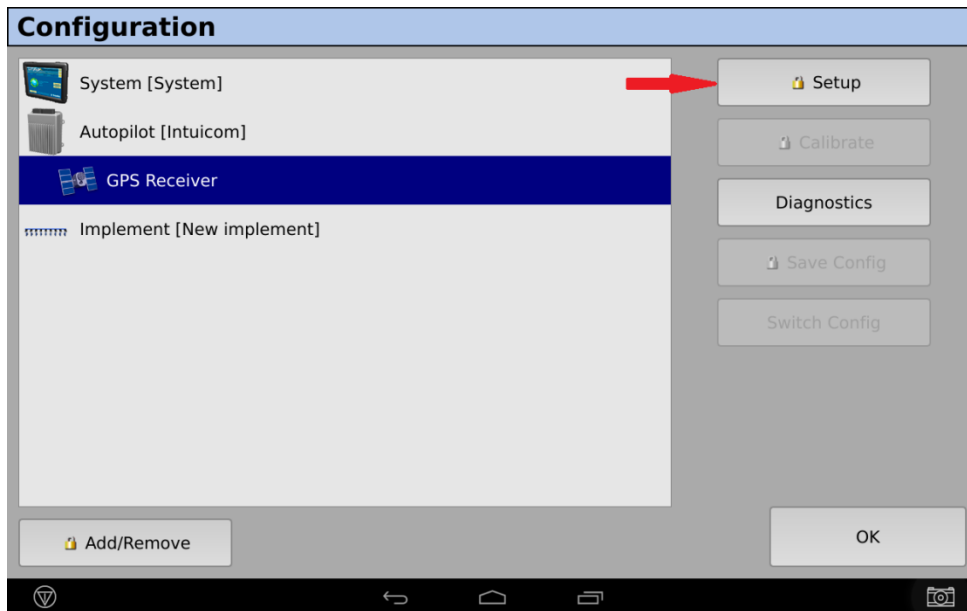 Configuration
System [System]
Autopilot [Intuicom]
GPS Receiver
Implement [New implement]
Setup
Calibrate
Diagnostics
Save Config
Switch Config
Add/Remove
OK